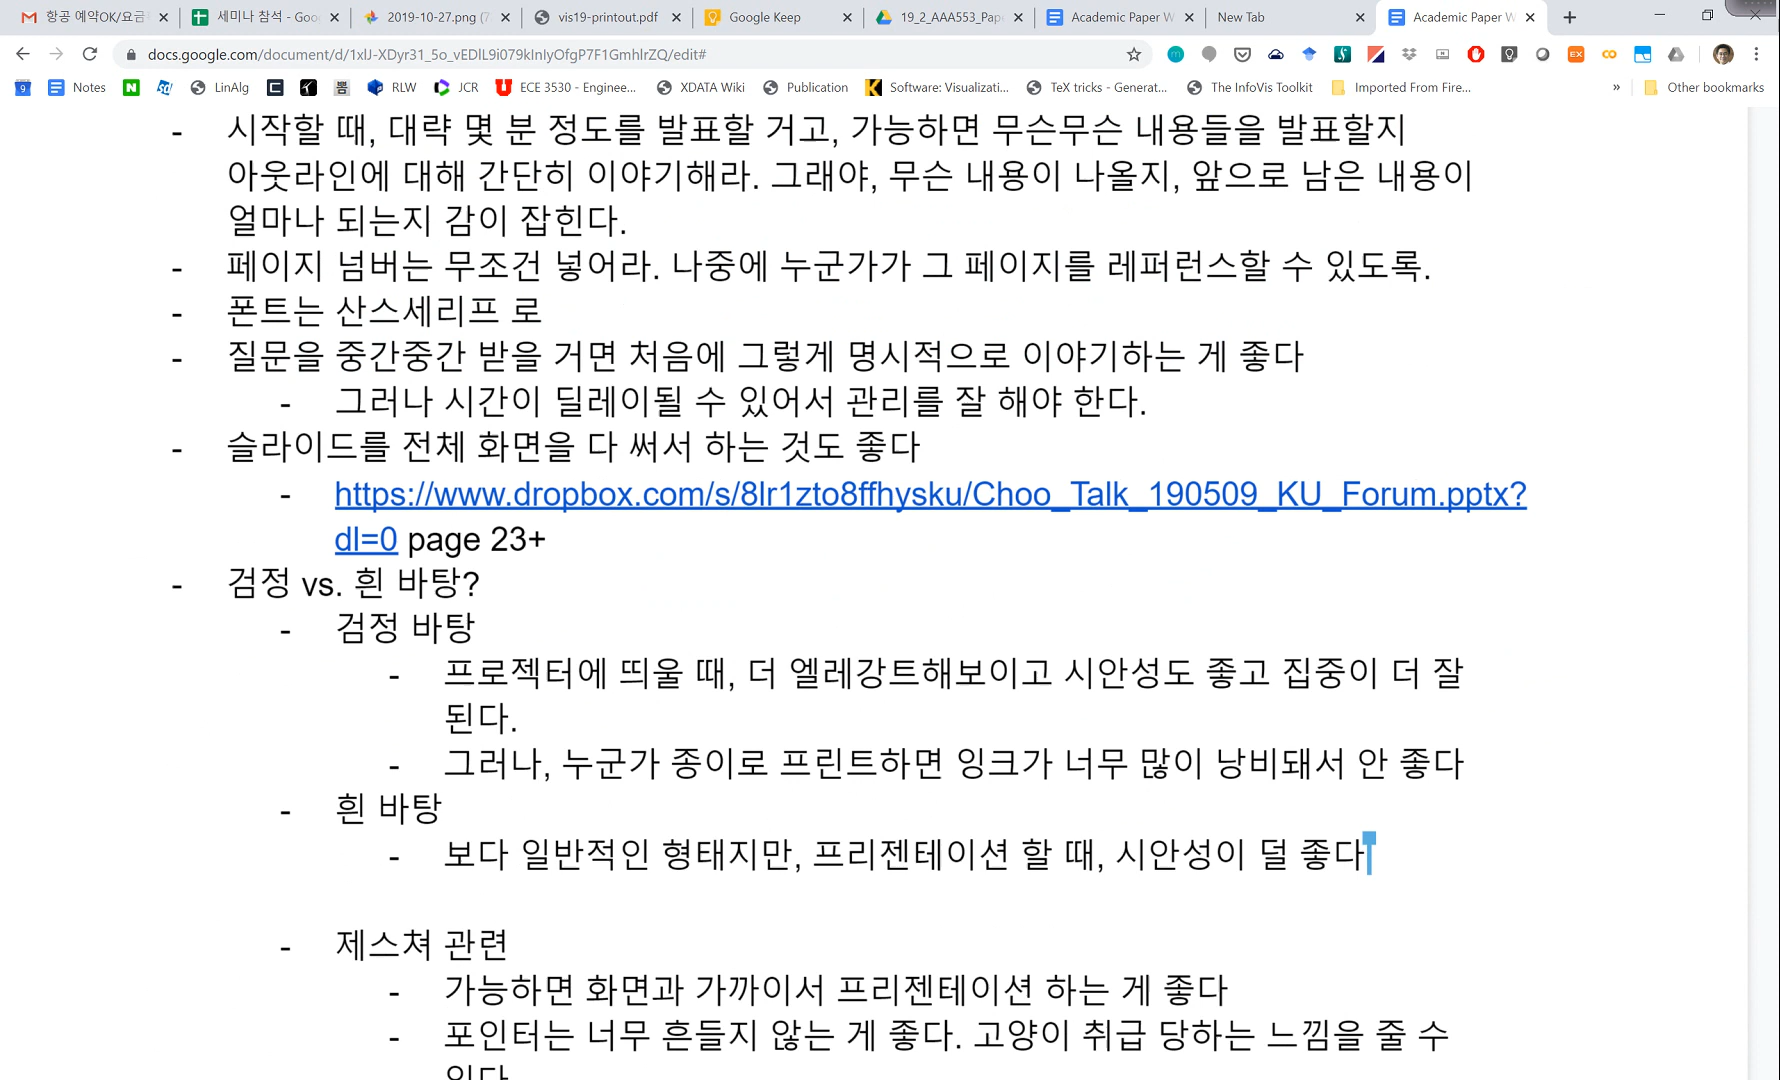 항공 예약OK/요금
세미나 참석 - Goo
2019-10-27.png (7
vis19-printout.pdf
Google Keep
19_2_AAA553_Pap
Academic Paper W
New Tab
Academic Paper W
docs.google.com/document/d/1xlJ-XDyr31_5o_vEDlL9i079kInIyOfgP7F1GmhlrZQ/edit#
Notes
LinAlg
RLW
JCR
ECE 3530 - Enginee...
XDATA Wiki
Publication
Software: Visualizati...
TeX tricks - Generat...
The InfoVis Toolkit
Imported From Fire...
»
Other bookmarks
- 시작할 때, 대략 몇 분 정도를 발표할 거고, 가능하면 무슨무슨 내용들을 발표할지
아웃라인에 대해 간단히 이야기해라. 그래야, 무슨 내용이 나올지, 앞으로 남은 내용이
얼마나 되는지 감이 잡힌다.
- 페이지 넘버는 무조건 넣어라. 나중에 누군가가 그 페이지를 레퍼런스할 수 있도록.
- 폰트는 산스세리프 로
- 질문을 중간중간 받을 거면 처음에 그렇게 명시적으로 이야기하는 게 좋다
- 그러나 시간이 딜레이될 수 있어서 관리를 잘 해야 한다.
- 슬라이드를 전체 화면을 다 써서 하는 것도 좋다
- https://www.dropbox.com/s/8lr1zto8ffhysku/Choo_Talk_190509_KU_Forum.pptx?
dl=0 page 23+
- 검정 vs. 흰 바탕?
- 검정 바탕
- 프로젝터에 띄울 때, 더 엘레강트해보이고 시안성도 좋고 집중이 더 잘
된다.
- 그러나, 누군가 종이로 프린트하면 잉크가 너무 많이 낭비돼서 안 좋다
- 흰 바탕
- 보다 일반적인 형태지만, 프리젠테이션 할 때, 시안성이 덜 좋다
- 제스쳐 관련
- 가능하면 화면과 가까이서 프리젠테이션 하는 게 좋다
- 포인터는 너무 흔들지 않는 게 좋다. 고양이 취급 당하는 느낌을 줄 수
있다